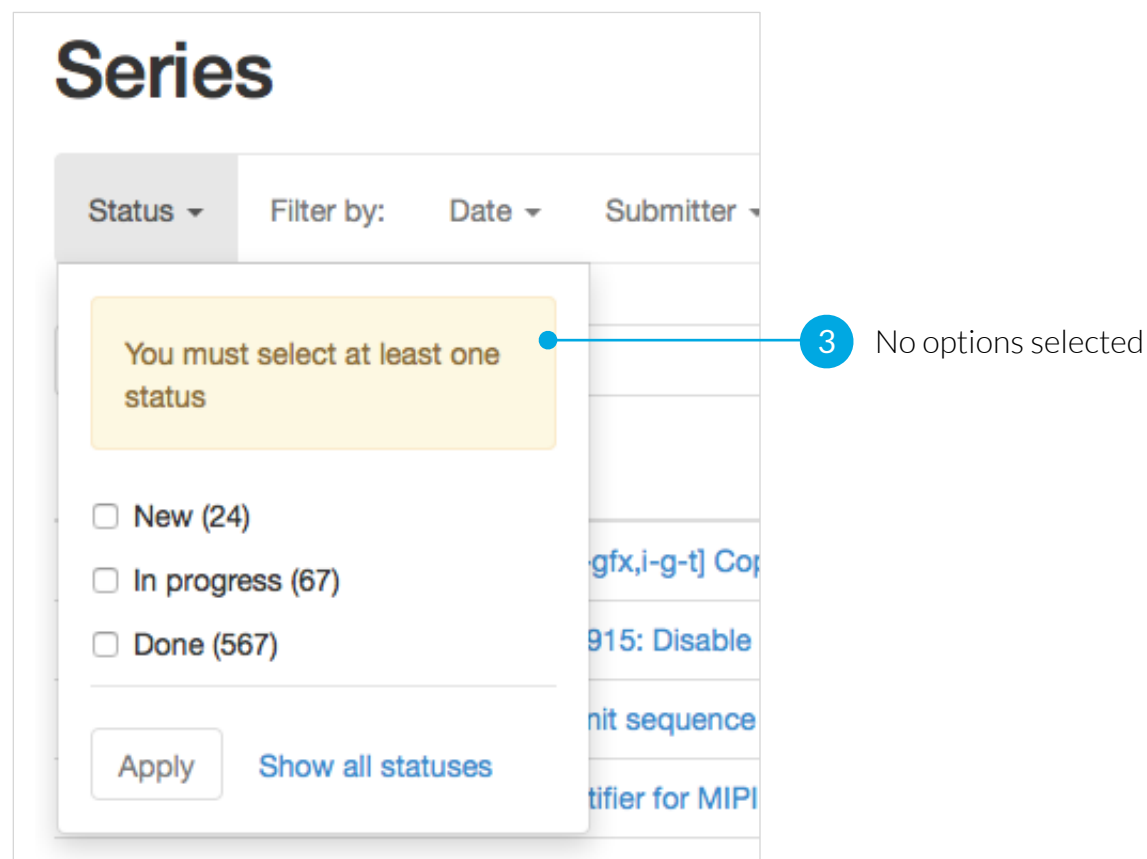 Series
Status Filter by: Date Submitter
You must select at least one
status
3 No options selected
New (24)
In progress (67)
Done (567)
-gfx,i-g-t] Cop
915: Disable
nit sequence
tifier for MIPI
Apply Show all statuses